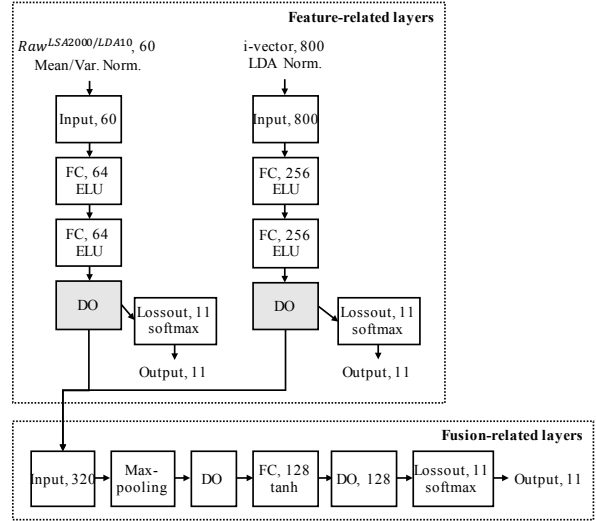 Feature-related layers
Raw^LSA2000/LDA10, 60
Mean/Var. Norm.
Input, 60
FC, 64
ELU
FC, 64
ELU
DO
Lossout, 11
softmax
Output, 11
i-vector, 800
LDA Norm.
Input, 800
FC, 256
ELU
FC, 256
ELU
DO
Lossout, 11
softmax
Output, 11
Fusion-related layers
Input, 320
Max-
pooling
DO
FC, 128
tanh
DO, 128
Lossout, 11
softmax
Output, 11